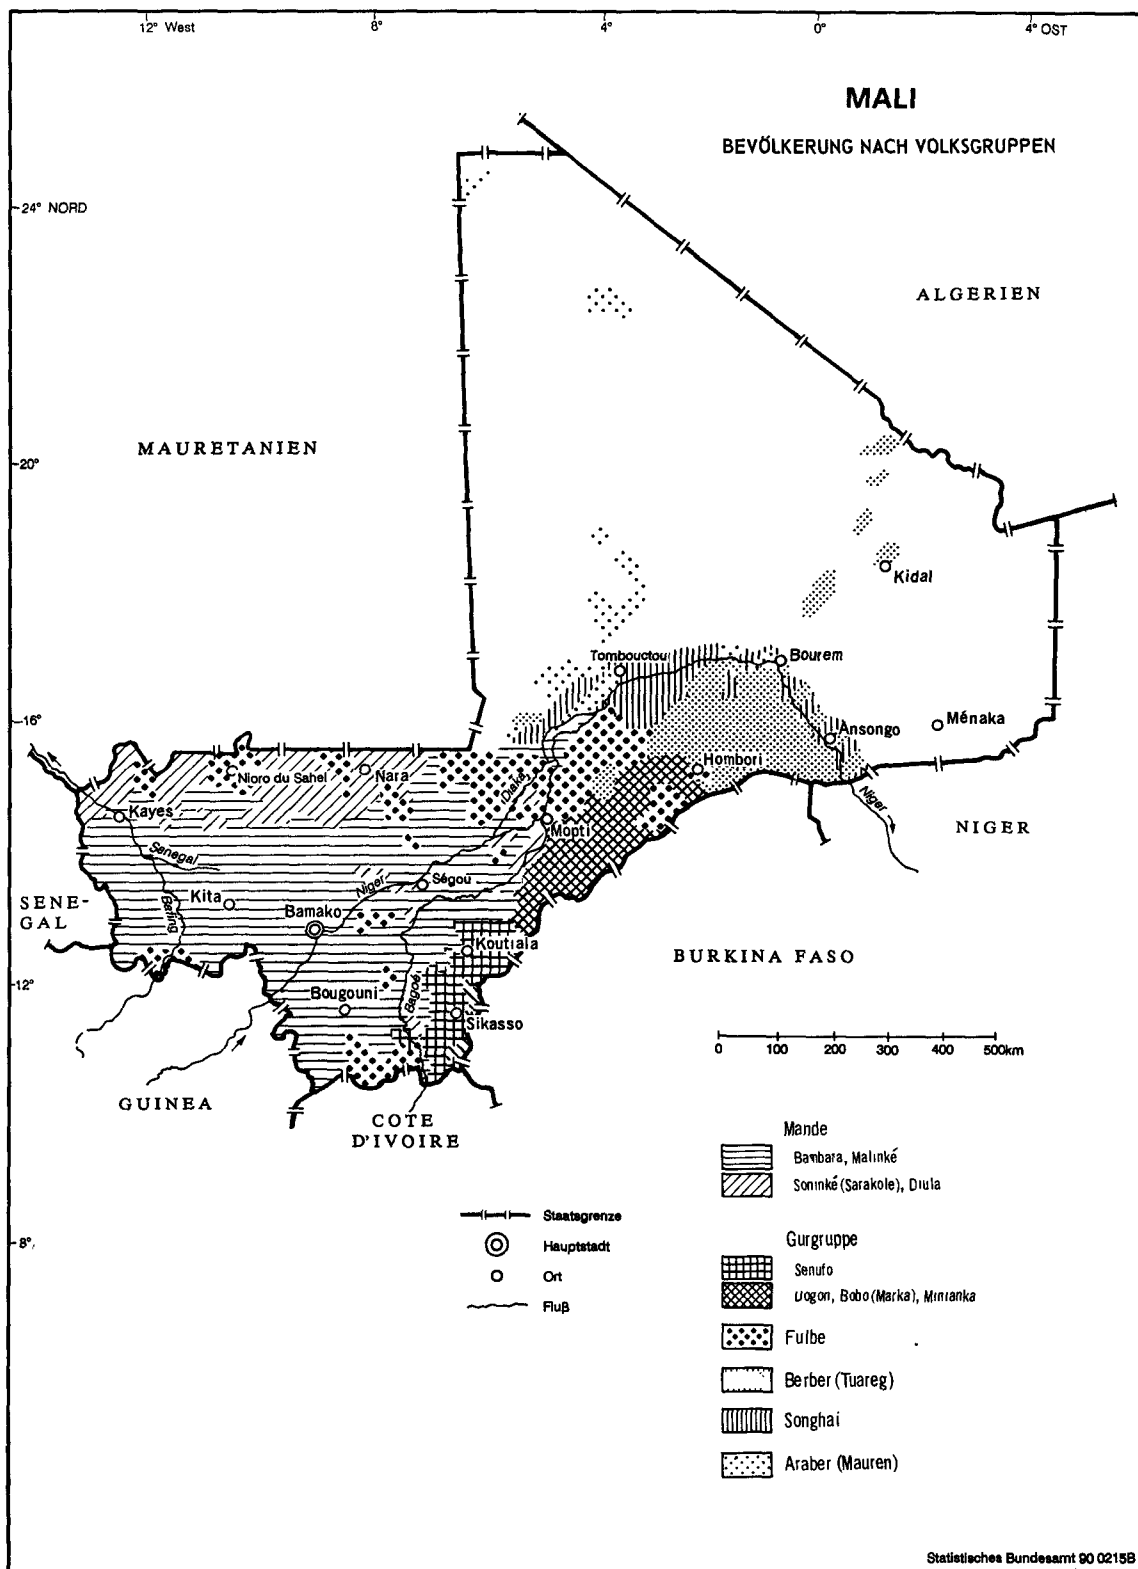 12° West
8°
4°
0°
4° OST
MALI
BEVÖLKERUNG NACH VOLKSGRUPPEN
24° NORD
ALGERIEN
MAURETANIEN
20°
Kidal
Tombouctou
Bourem
16°
Ansongo
Ménaka
Nioro du Sahel
Nara
Diaka
Hombori
Kayes
Niger
Mopti
NIGER
Senegal
Ségou
Niger
Kita
SENE-
GAL
Bafing
Bamako
Koutiala
BURKINA FASO
12°
Bougouni
Bagoé
Sikasso
0 100 200 300 400 500km
GUINEA
COTE
D'IVOIRE
Mande
Bambara, Malinké
Soninké (Sarakole), Diula
Staatsgrenze
Hauptstadt
Ort
Fluß
8°
Gurgruppe
Senufo
Dogon, Bobo (Marka), Minianka
Fulbe
Berber (Tuareg)
Songhai
Araber (Mauren)
Statistisches Bundesamt 90 0215B